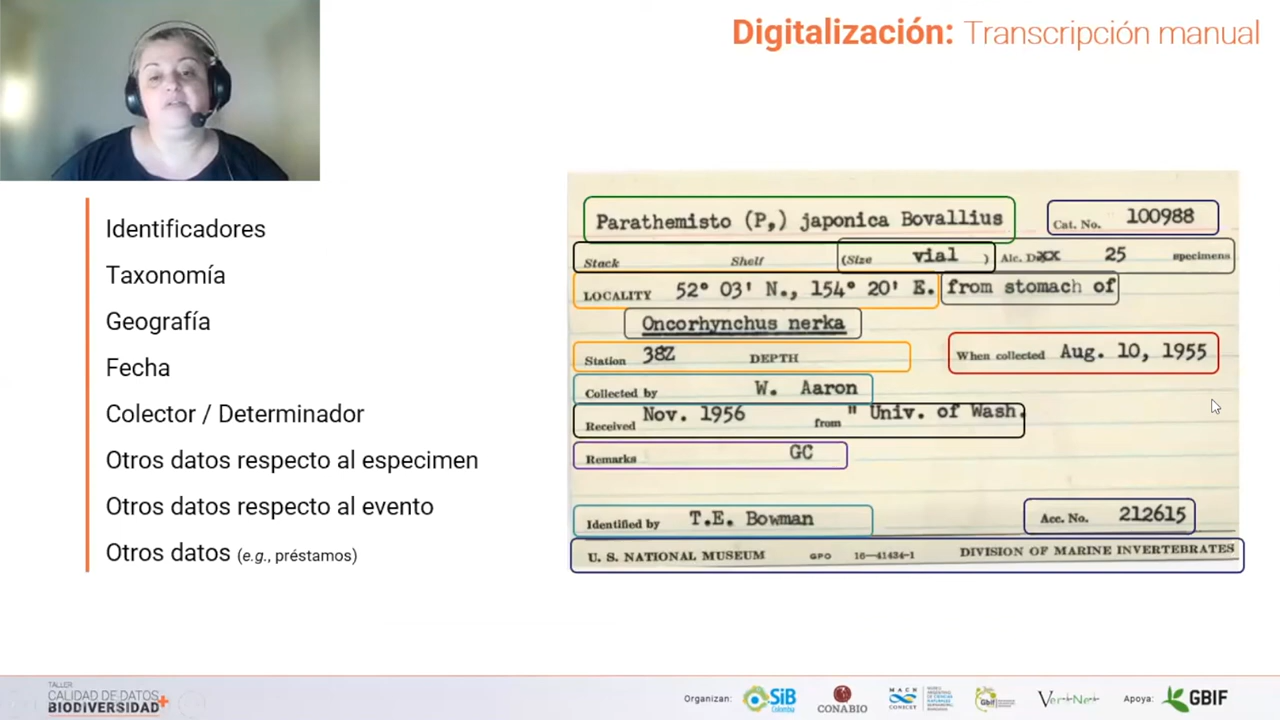 Digitalización: Transcripción manual
Identificadores
Taxonomía
Geografía
Fecha
Colector / Determinador
Otros datos respecto al especimen
Otros datos respecto al evento
Otros datos (e.g., préstamos)
Parathemisto (P,) japonica Bovallius
Cat. No. 100988
Stack Shelf (Size vial ) Alc. 25 specimens
LOCALITY 52° 03' N., 154° 20' E. from stomach of
Oncorhynchus nerka
Station 38Z DEPTH When collected Aug. 10, 1955
Collected by W. Aaron
Received Nov. 1956 from " Univ. of Wash.
Remarks GC
Identified by T.E. Bowman Acc. No. 212615
U. S. NATIONAL MUSEUM GPO 16—41434-1 DIVISION OF MARINE INVERTEBRATES
TALLER
CALIDAD DE DATOS
BIODIVERSIDAD+
Organizan: SiB Colombia CONABIO MACN CONICET Gbif VertNet Apoya: GBIF